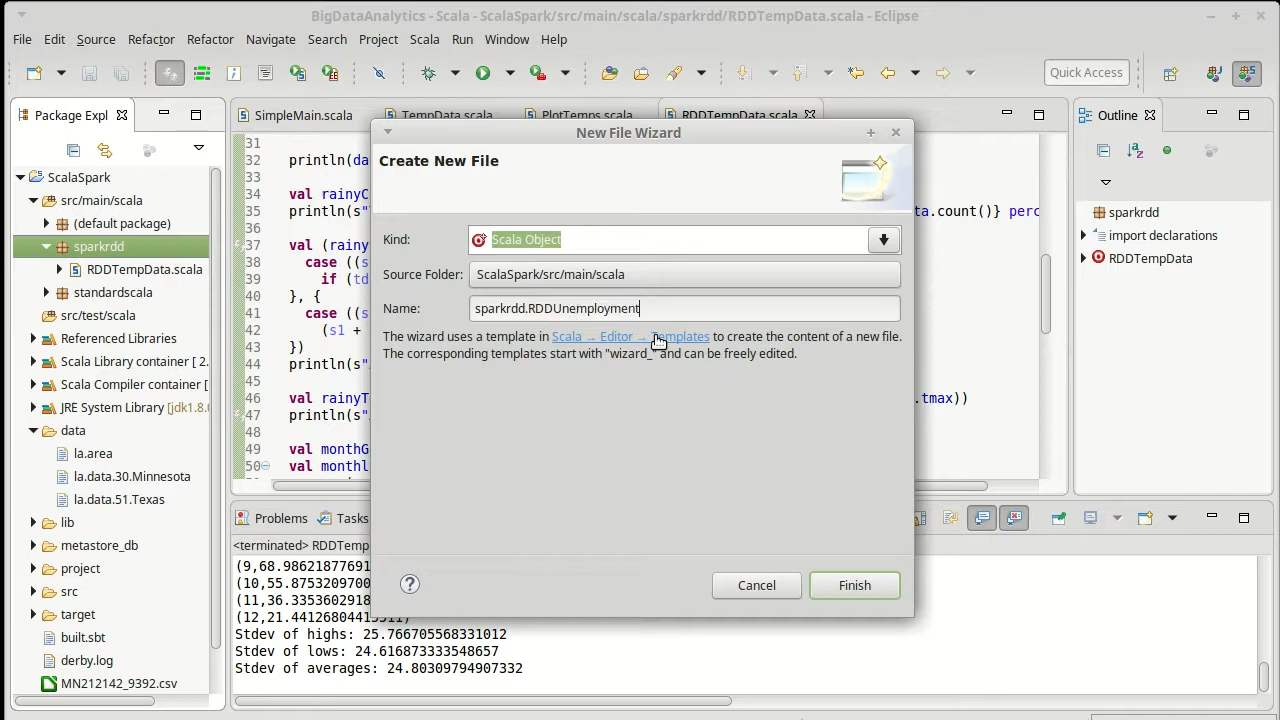 BigDataAnalytics - Scala - ScalaSpark/src/main/scala/sparkrdd/RDDTempData.scala - Eclipse
File Edit Source Refactor Refactor Navigate Search Project Scala Run Window Help
Quick Access
Package Expl
SimpleMain.scala TempData.scala PlotTemps.scala RDDTempData.scala
Outline
New File Wizard
Create New File
Kind: Scala Object
Source Folder: ScalaSpark/src/main/scala
Name: sparkrdd.RDDUnemployment
The wizard uses a template in Scala → Editor → Templates to create the content of a new file.
The corresponding templates start with "wizard_" and can be freely edited.
Cancel Finish
ScalaSpark
src/main/scala
(default package)
sparkrdd
RDDTempData.scala
standardscala
src/test/scala
Referenced Libraries
Scala Library container [ 2.
Scala Compiler container [
JRE System Library [jdk1.8.
data
la.area
la.data.30.Minnesota
la.data.51.Texas
lib
metastore_db
project
src
target
built.sbt
derby.log
MN212142_9392.csv
31
32 println(da
33
34 val rainyC
35 println(s" ta.count()} perc
37 val (rainy
38 case ((s
39 if (td
40 }, {
41 case ((s
42 (s1 +
43 })
44 println(s"
45
46 val rainyT .tmax))
47 println(s"
48
49 val monthG
50 val monthl
sparkrdd
import declarations
RDDTempData
Problems Tasks
<terminated> RDDTemp
(9,68.98621877691
(10,55.8753209700
(11,36.3353602918
(12,21.4412680441
Stdev of highs: 25.766705568331012
Stdev of lows: 24.616873333548657
Stdev of averages: 24.80309794907332